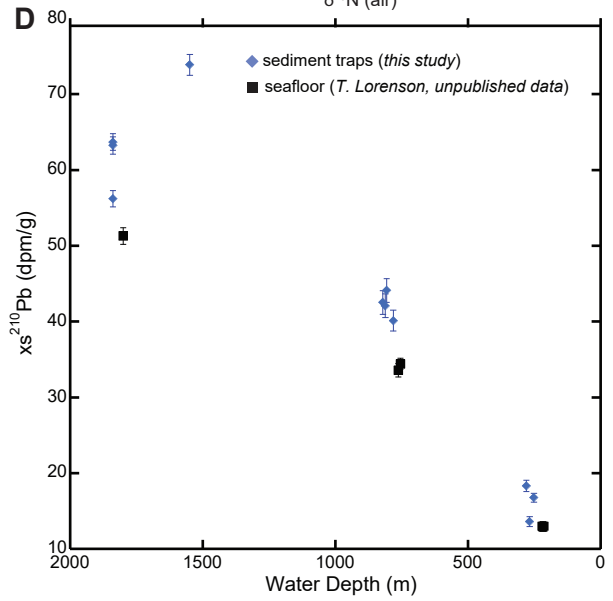 D
sediment traps (this study)
seafloor (T. Lorenson, unpublished data)
xs²¹⁰Pb (dpm/g)
80
70
60
50
40
30
20
10
2000 1500 1000 500 0
Water Depth (m)